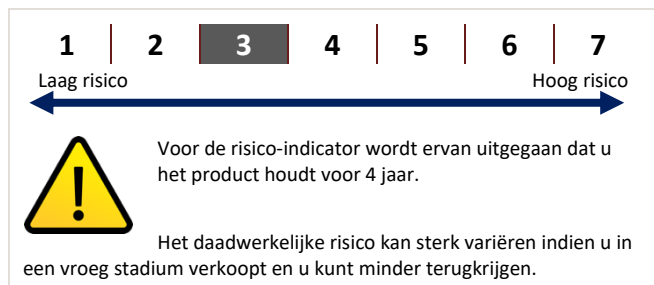 1 2 3 4 5 6 7
Laag risico Hoog risico
Voor de risico-indicator wordt ervan uitgegaan dat u
het product houdt voor 4 jaar.
Het daadwerkelijke risico kan sterk variëren indien u in
een vroeg stadium verkoopt en u kunt minder terugkrijgen.